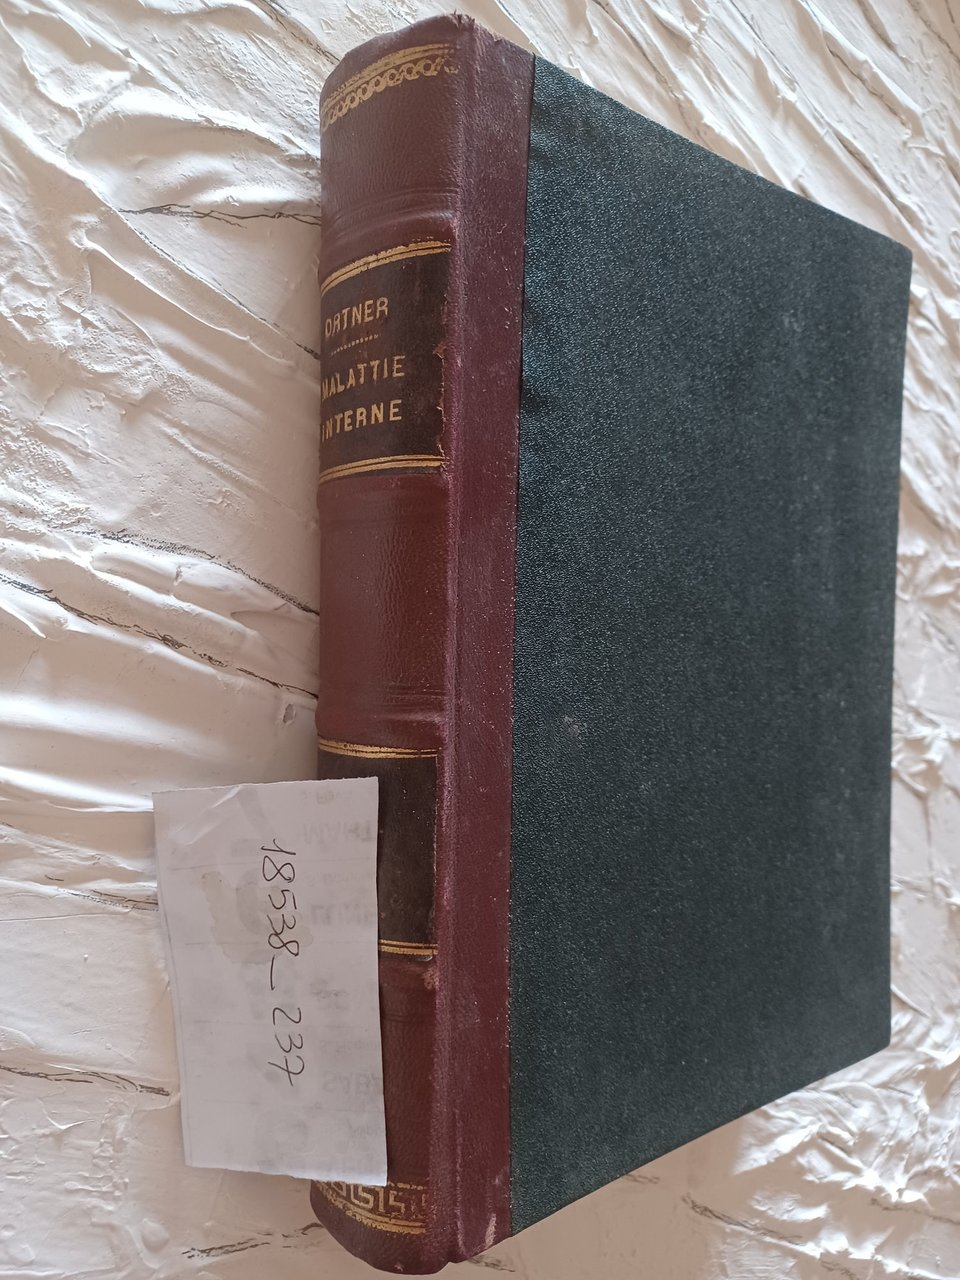 ORTNER
MALATTIE
INTERNE
18538_237